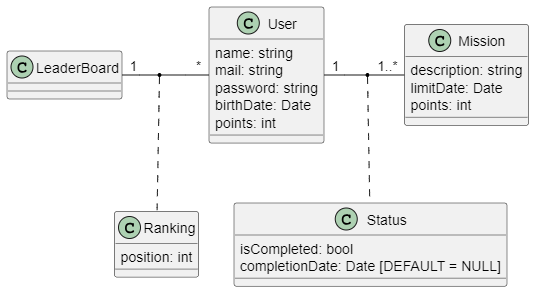 C LeaderBoard
1
*
C User
name: string
mail: string
password: string
birthDate: Date
points: int
1
1..*
C Mission
description: string
limitDate: Date
points: int
C Ranking
position: int
C Status
isCompleted: bool
completionDate: Date [DEFAULT = NULL]